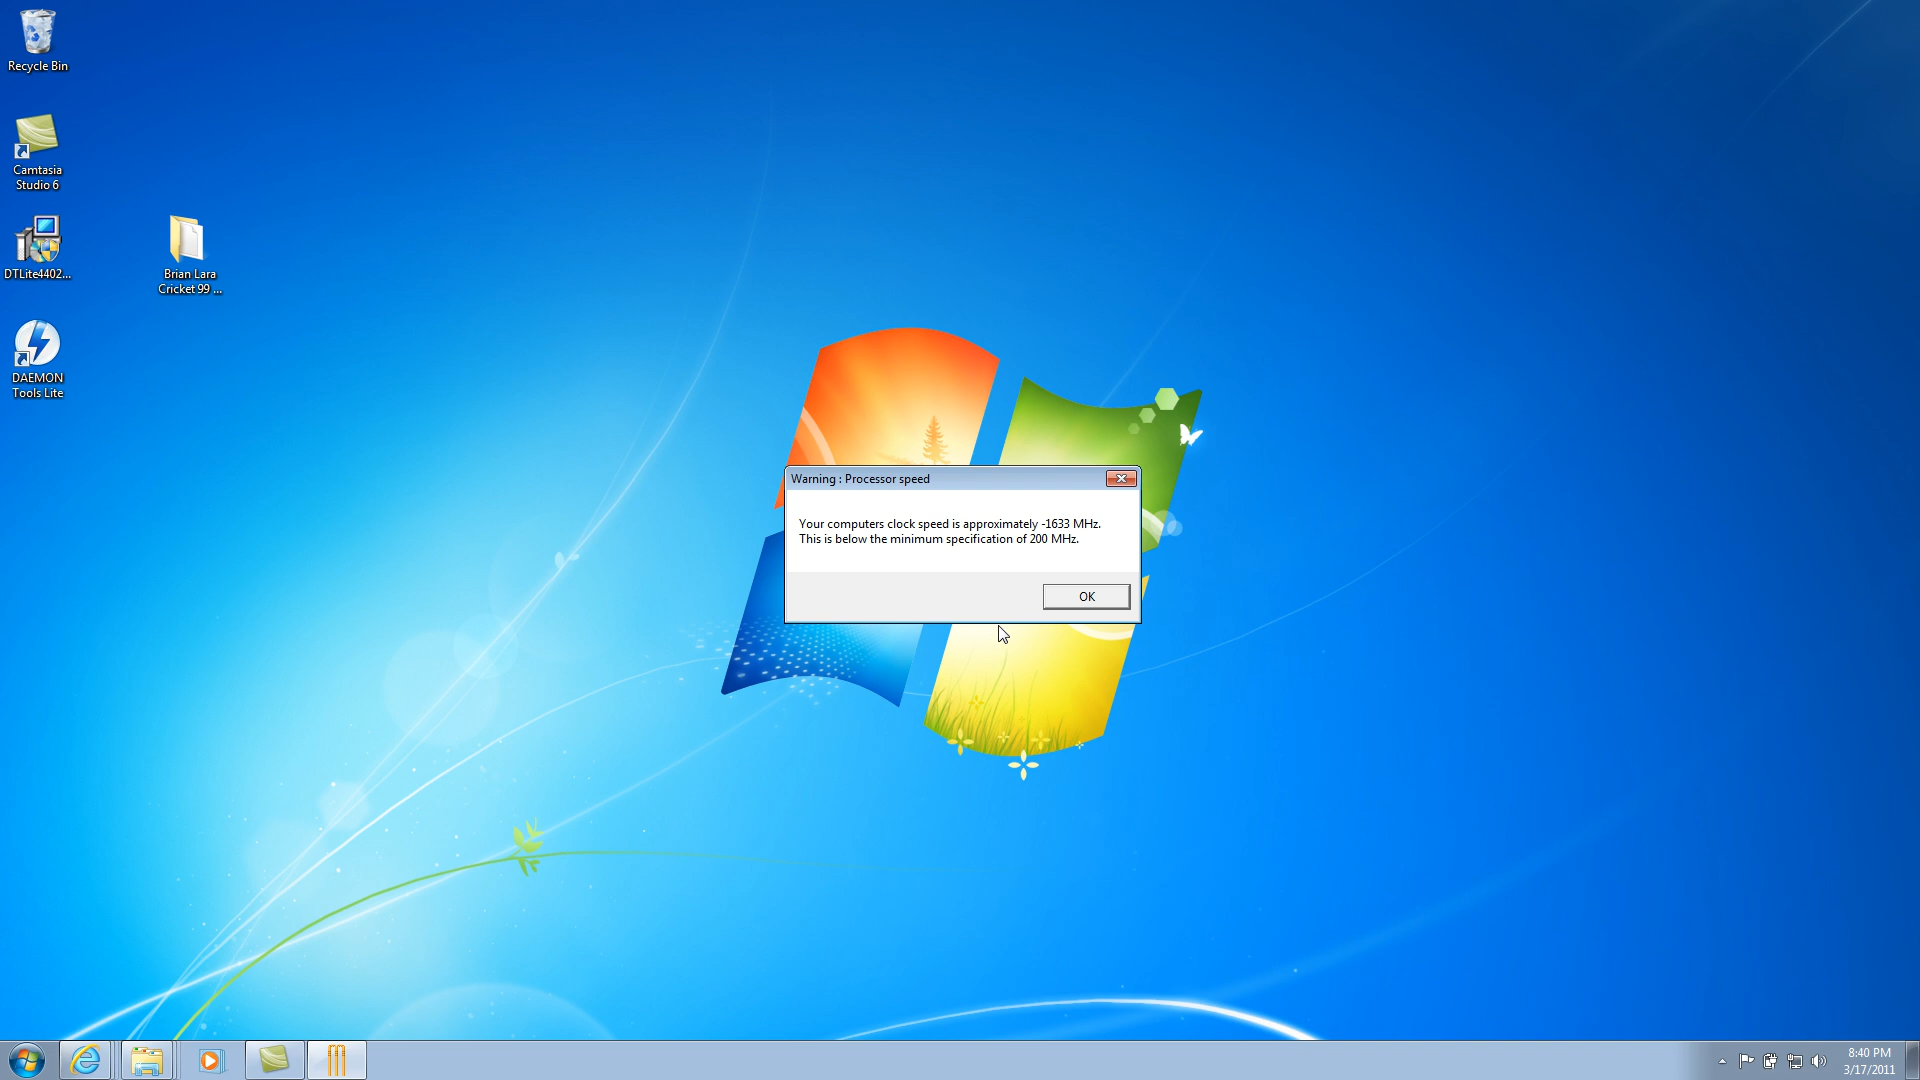 Recycle Bin
Camtasia
Studio 6
DTLite4402...
Brian Lara
Cricket 99 ...
DAEMON
Tools Lite
Warning : Processor speed
Your computers clock speed is approximately -1633 MHz.
This is below the minimum specification of 200 MHz.
OK
8:40 PM
3/17/2011